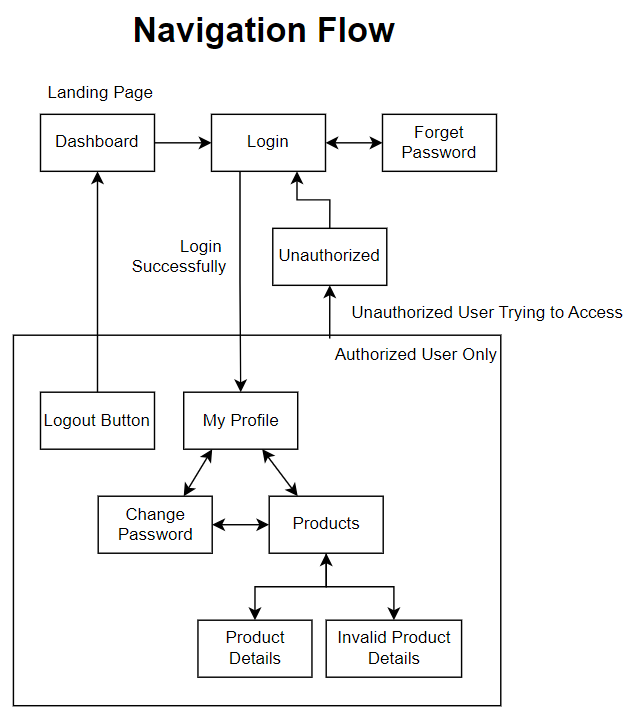 Navigation Flow
Landing Page
Dashboard
Login
Forget
Password
Login
Successfully
Unauthorized
Unauthorized User Trying to Access
Authorized User Only
Logout Button
My Profile
Change
Password
Products
Product
Details
Invalid Product
Details